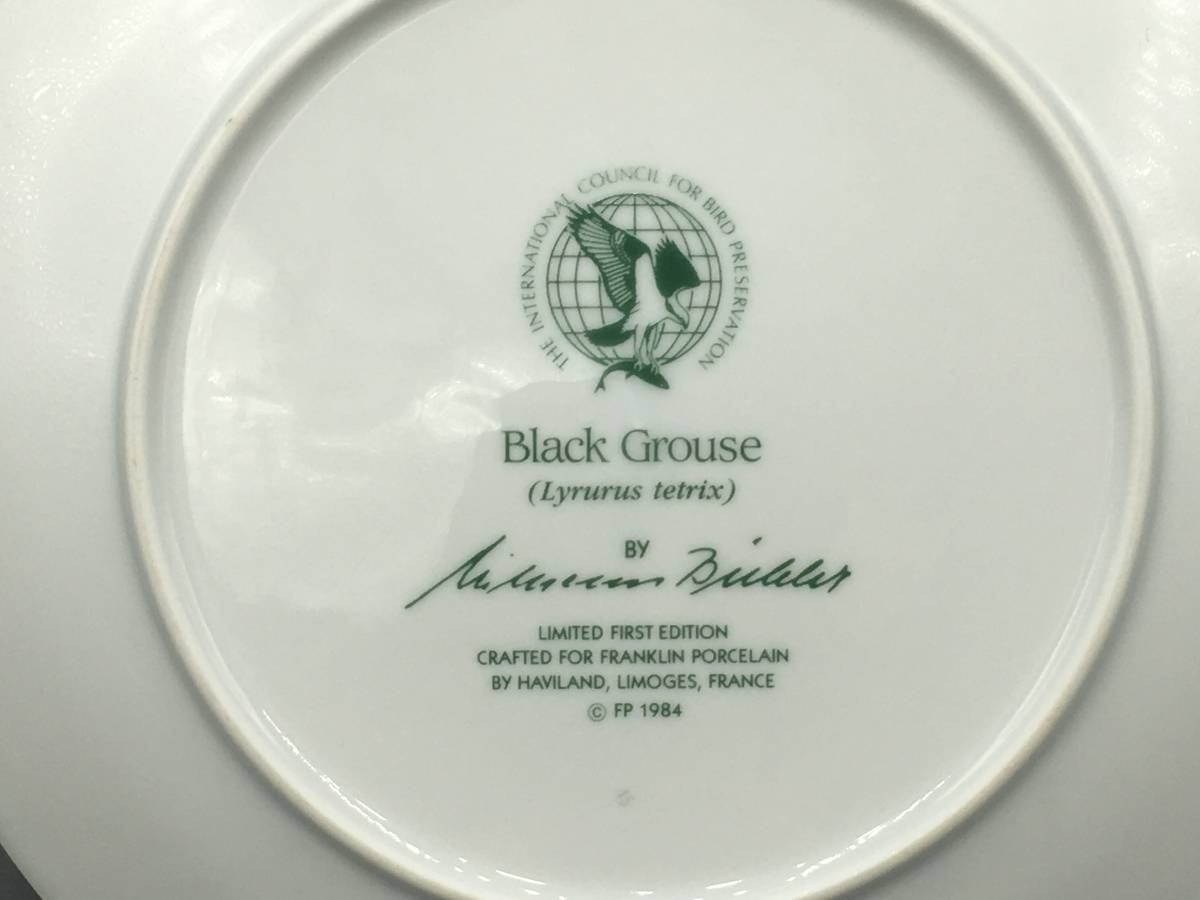 THE INTERNATIONAL COUNCIL FOR BIRD PRESERVATION
Black Grouse
(Lyrurus tetrix)
BY
LIMITED FIRST EDITION
CRAFTED FOR FRANKLIN PORCELAIN
BY HAVILAND, LIMOGES, FRANCE
© FP 1984